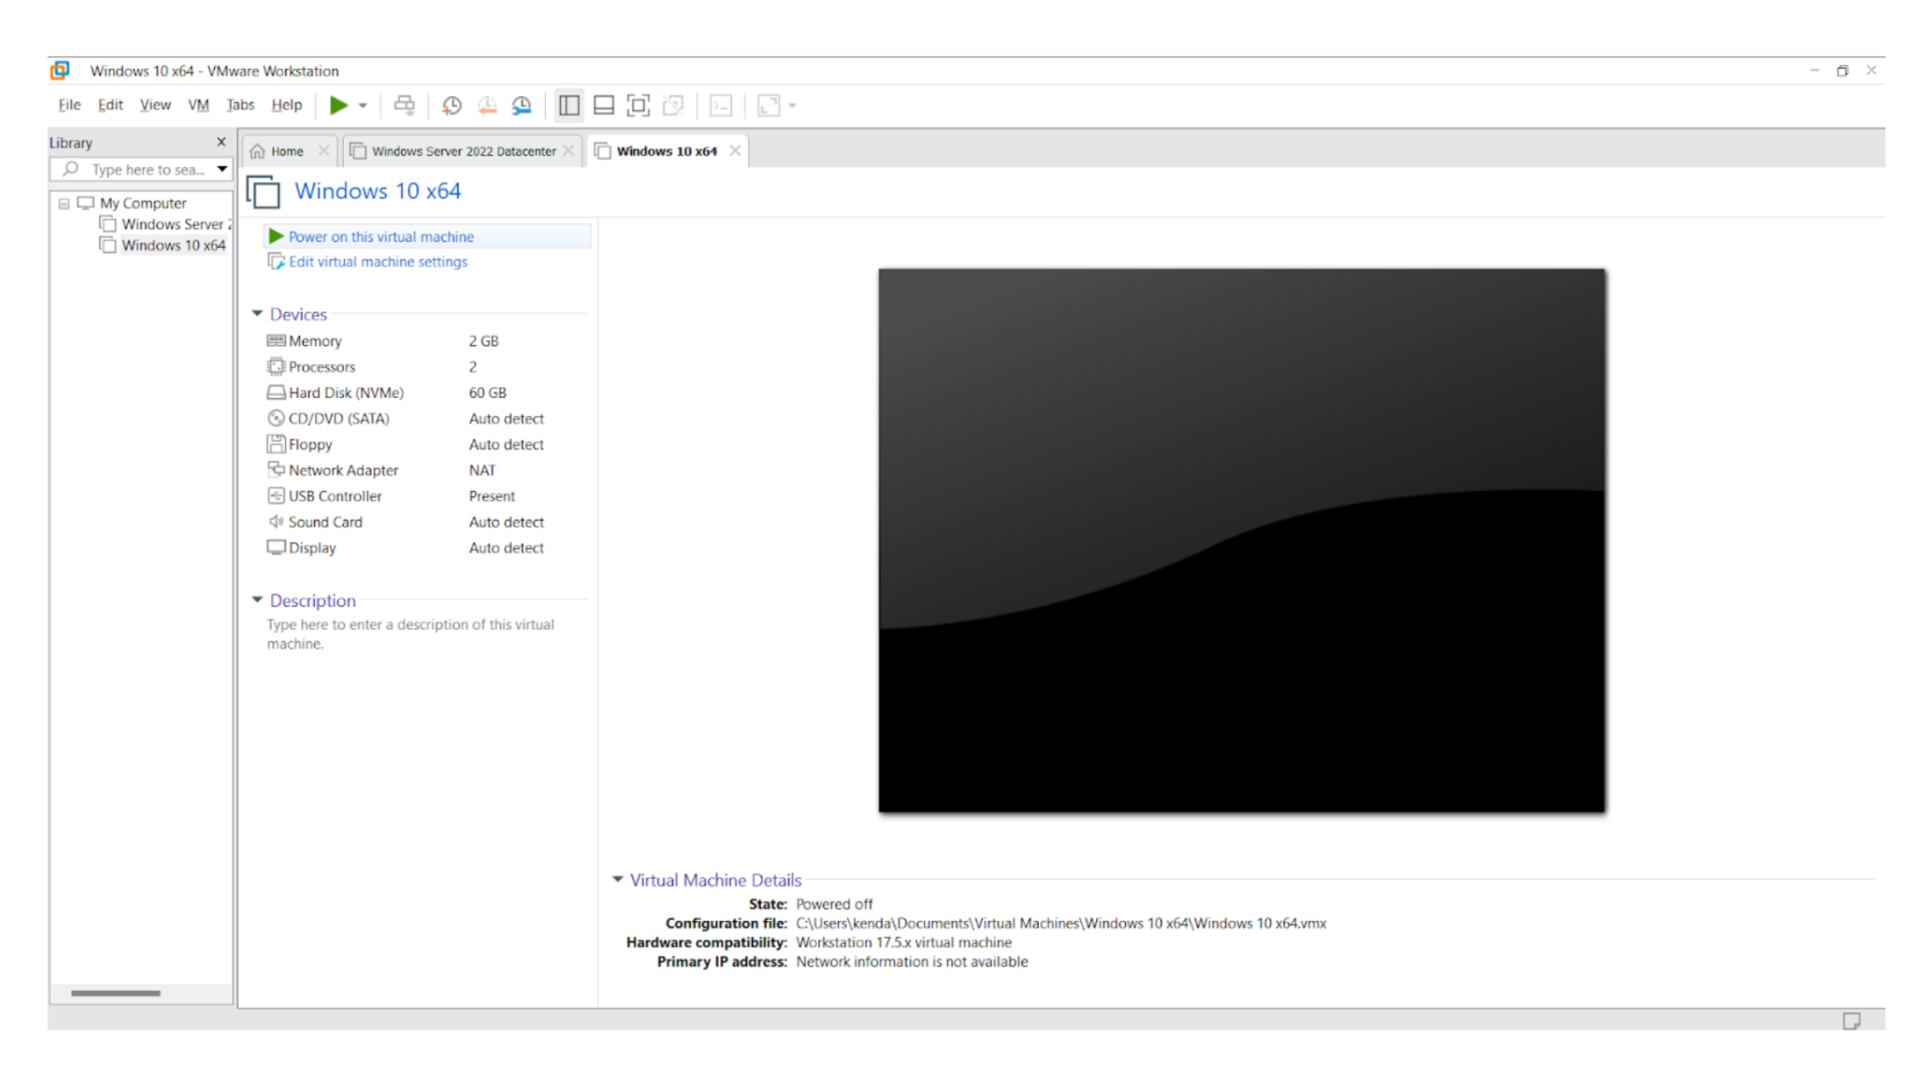 Windows 10 x64 - VMware Workstation
File Edit View VM Tabs Help
Library
Home
Windows Server 2022 Datacenter
Windows 10 x64
Type here to sea...
My Computer
Windows Server 2
Windows 10 x64
Windows 10 x64
Power on this virtual machine
Edit virtual machine settings
Devices
Memory 2 GB
Processors 2
Hard Disk (NVMe) 60 GB
CD/DVD (SATA) Auto detect
Floppy Auto detect
Network Adapter NAT
USB Controller Present
Sound Card Auto detect
Display Auto detect
Description
Type here to enter a description of this virtual
machine.
Virtual Machine Details
State: Powered off
Configuration file: C:\Users\kenda\Documents\Virtual Machines\Windows 10 x64\Windows 10 x64.vmx
Hardware compatibility: Workstation 17.5.x virtual machine
Primary IP address: Network information is not available